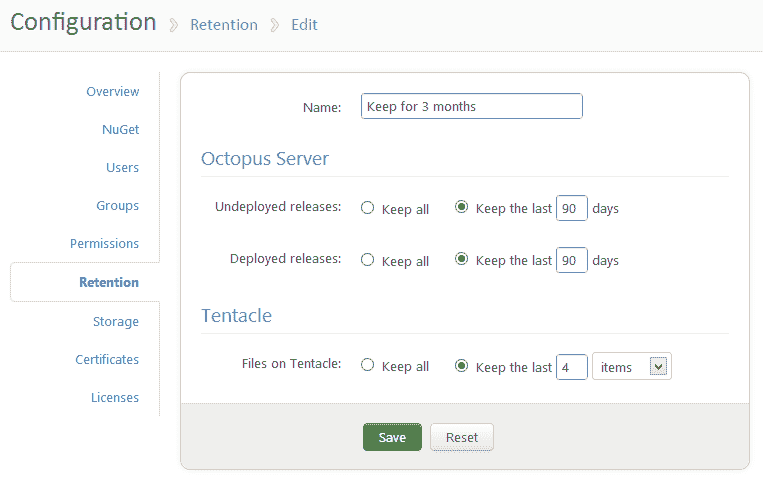 Configuration Retention Edit
Overview
NuGet
Users
Groups
Permissions
Retention
Storage
Certificates
Licenses
Name: Keep for 3 months
Octopus Server
Undeployed releases: Keep all Keep the last 90 days
Deployed releases: Keep all Keep the last 90 days
Tentacle
Files on Tentacle: Keep all Keep the last 4 items
Save Reset